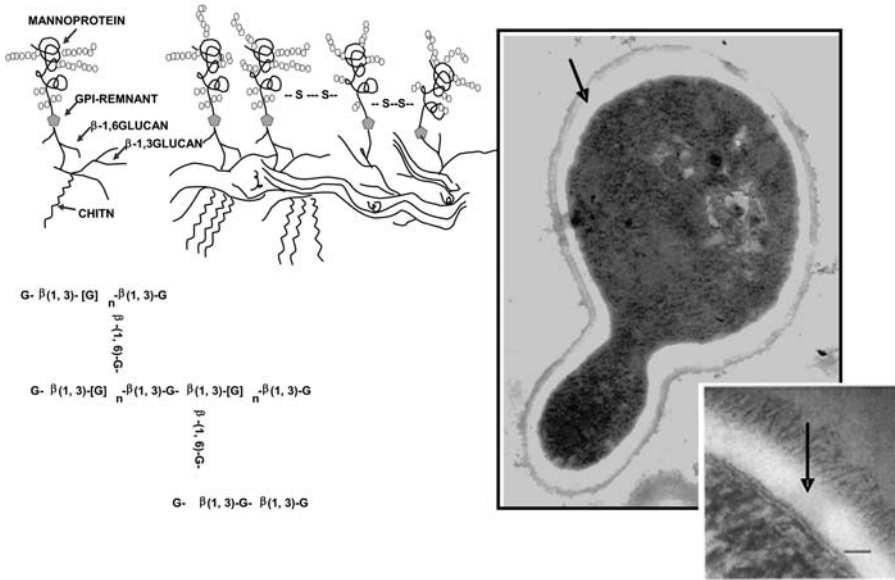 MANNOPROTEIN
-- S --- S--
-- S--S--
GPI-REMNANT
β-1,6GLUCAN
β-1,3GLUCAN
CHITN
G- β(1, 3)- [G] n-β(1, 3)-G
β -(1, 6)-G-
G- β(1, 3)-[G] n-β(1, 3)-G- β(1, 3)-[G] n-β(1, 3)-G
β -(1, 6)-G-
G- β(1, 3)-G- β(1, 3)-G